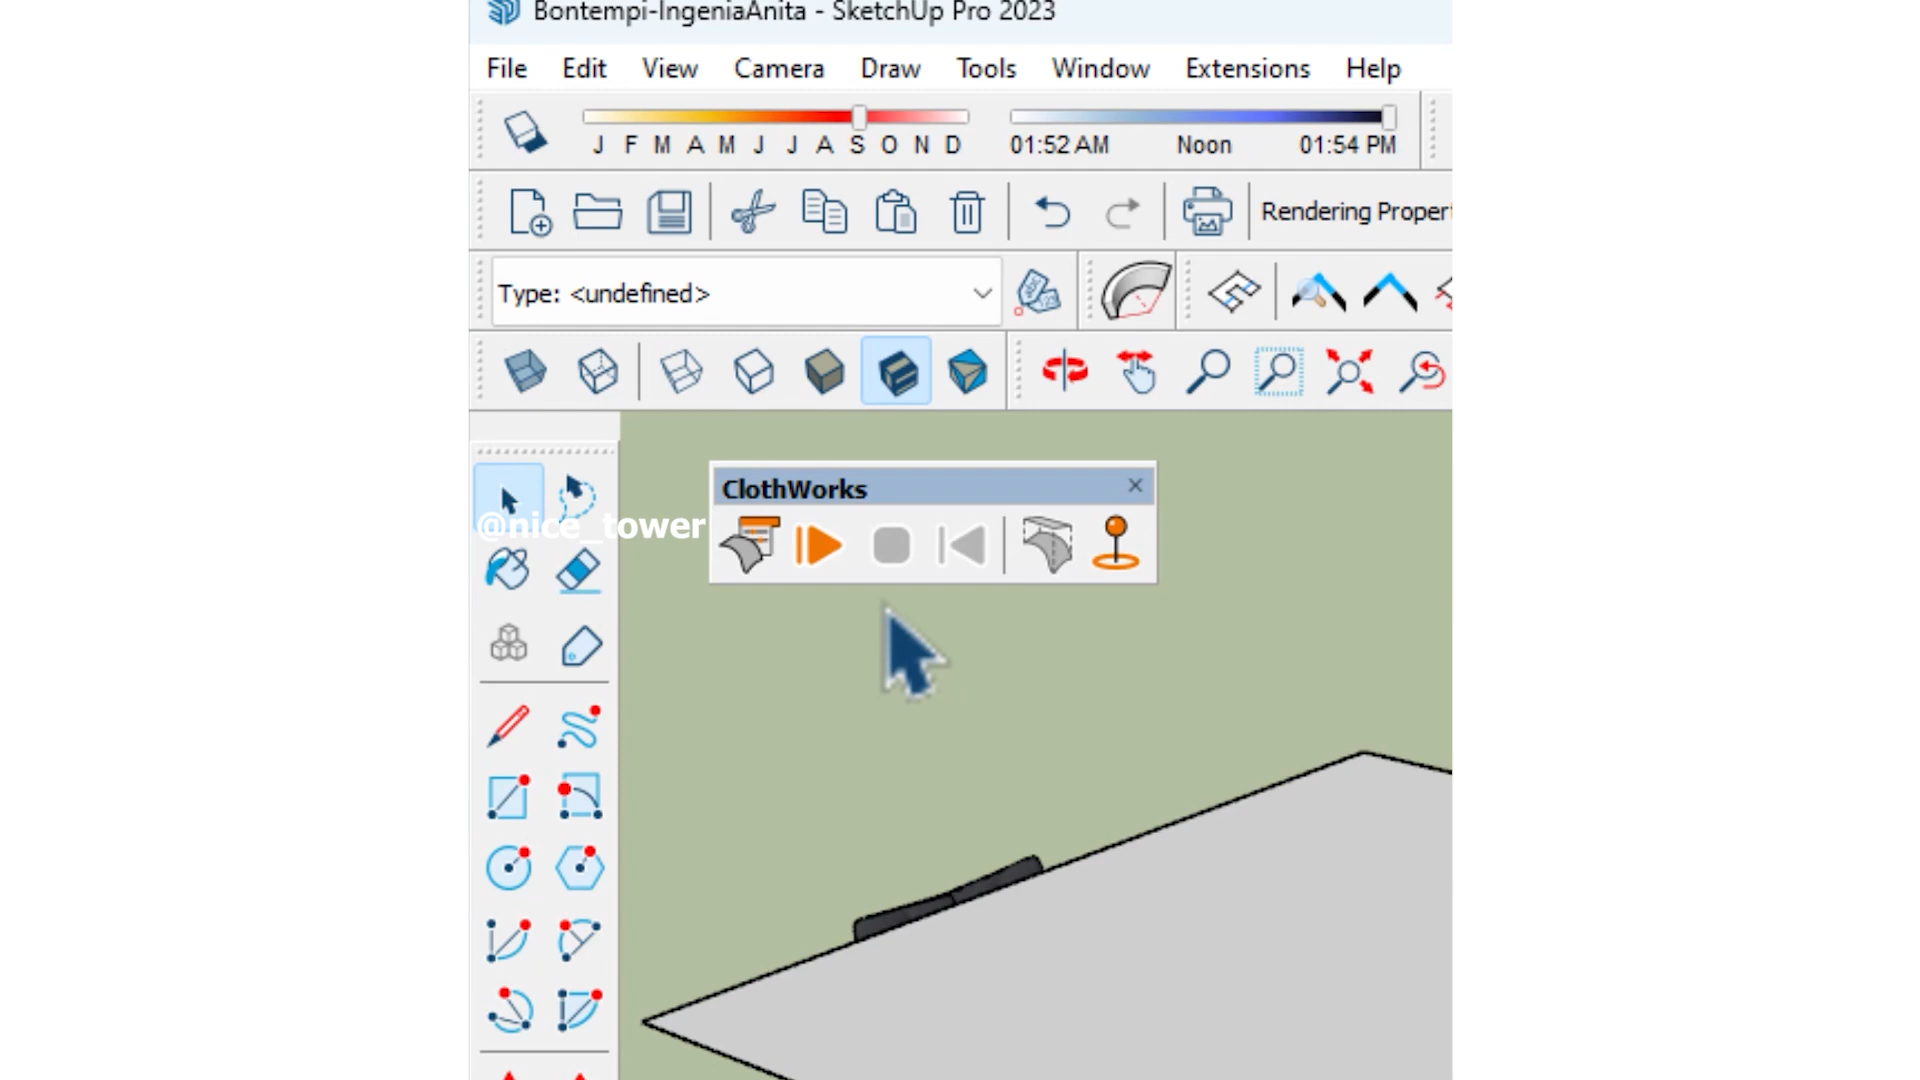 Bontempi-IngeniaAnita - SketchUp Pro 2023
File Edit View Camera Draw Tools Window Extensions Help
J F M A M J J A S O N D
01:52 AM Noon 01:54 PM
Rendering Propert
Type: <undefined>
ClothWorks
@nice_tower